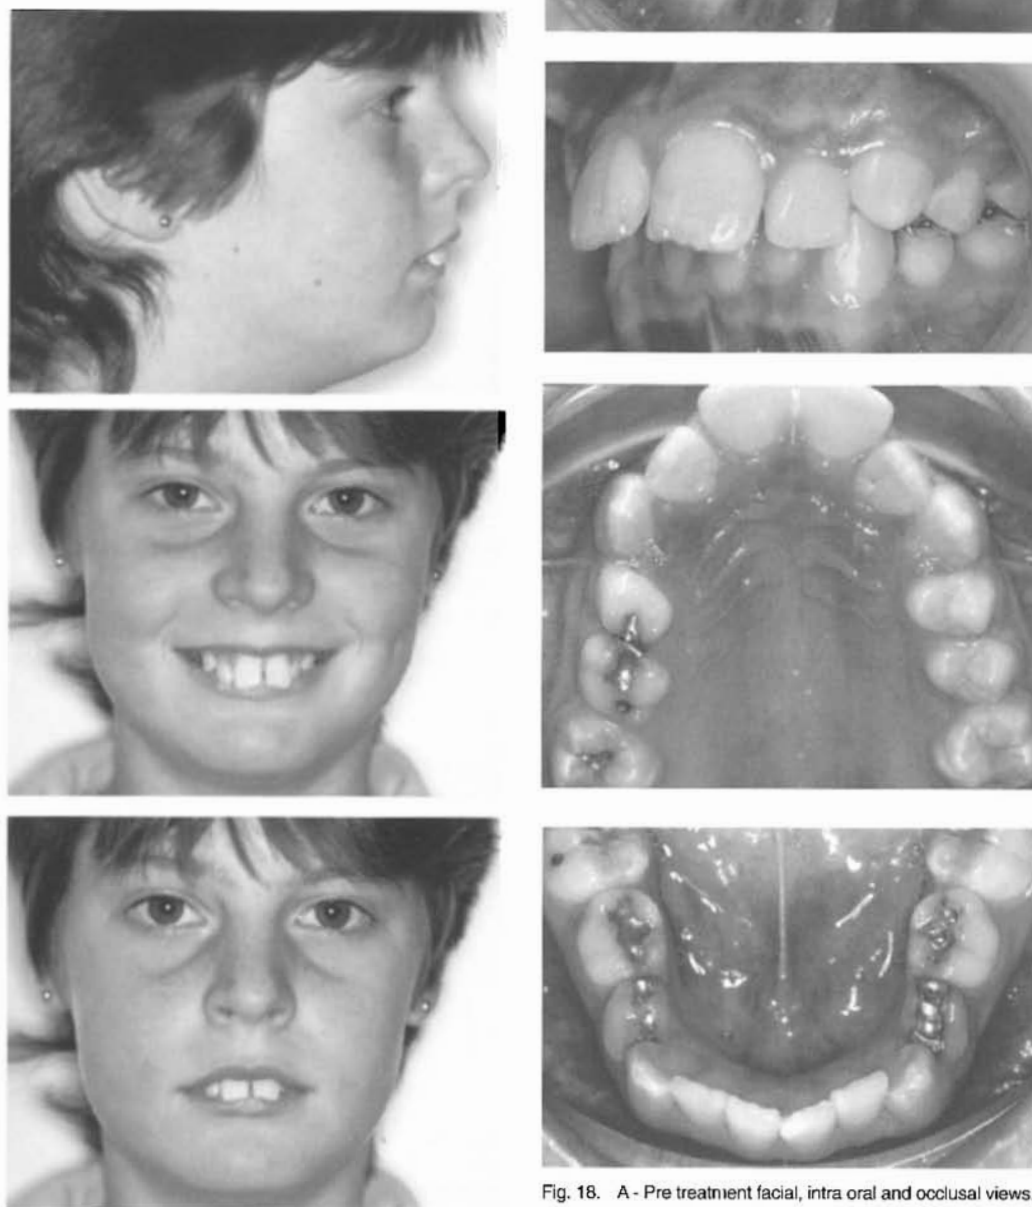 Fig. 18. A - Pre treatment facial, intra oral and occlusal views